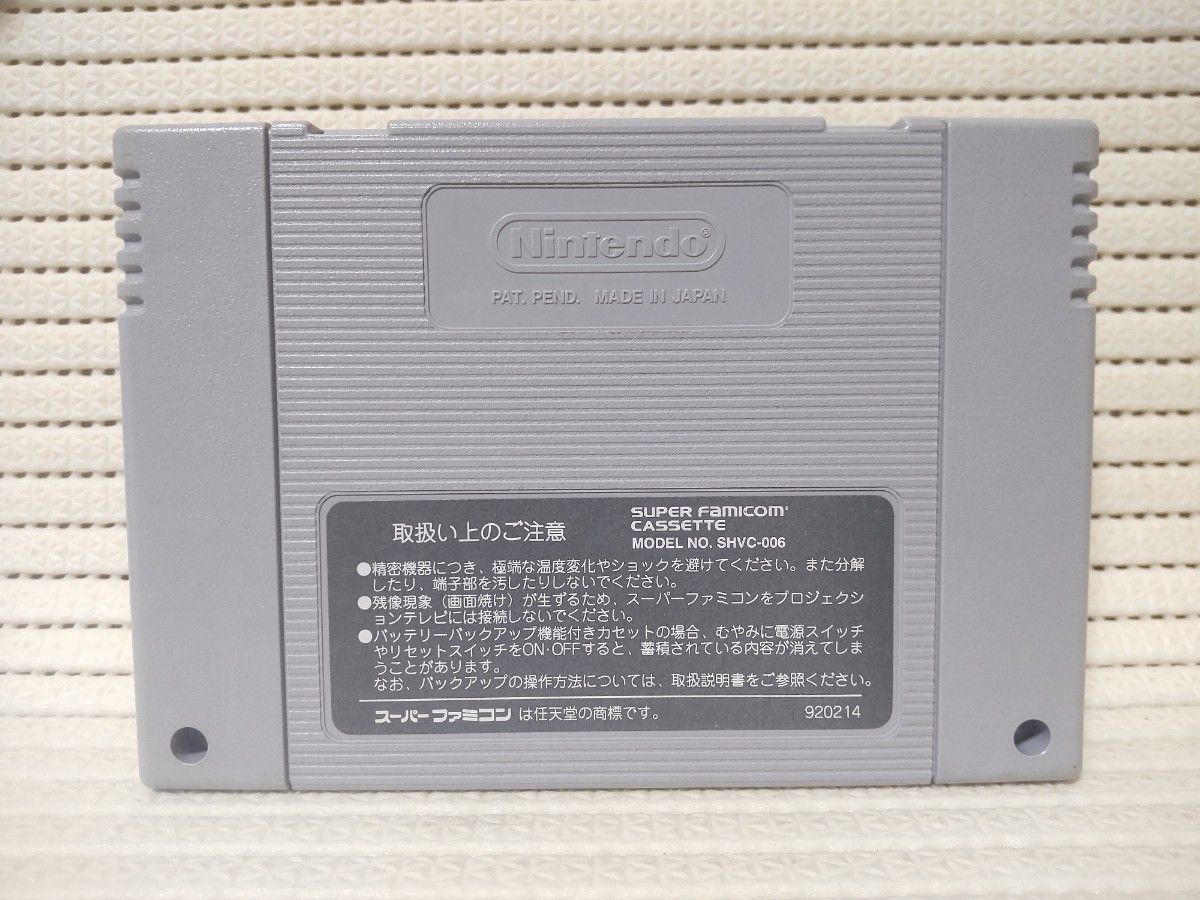 Nintendo®
PAT. PEND. MADE IN JAPAN
取扱い上のご注意
SUPER Famicom
CASSETTE
MODEL NO. SHVC-006
●精密機器につき、極端な温度変化やショックを避けてください。また分解
したり、端子部を汚したりしないでください。
●残像現象（画面焼け）が生ずるため、スーパーファミコンをプロジェクシ
ョンテレビには接続しないでください。
●バッテリーバックアップ機能付きカセットの場合、むやみに電源スイッチ
やリセットスイッチをON・OFFすると、蓄積されている内容が消えてしま
うことがあります。
なお、バックアップの操作方法については、取扱説明書をご参照ください。
スーパーファミコンは任天堂の商標です。
920214